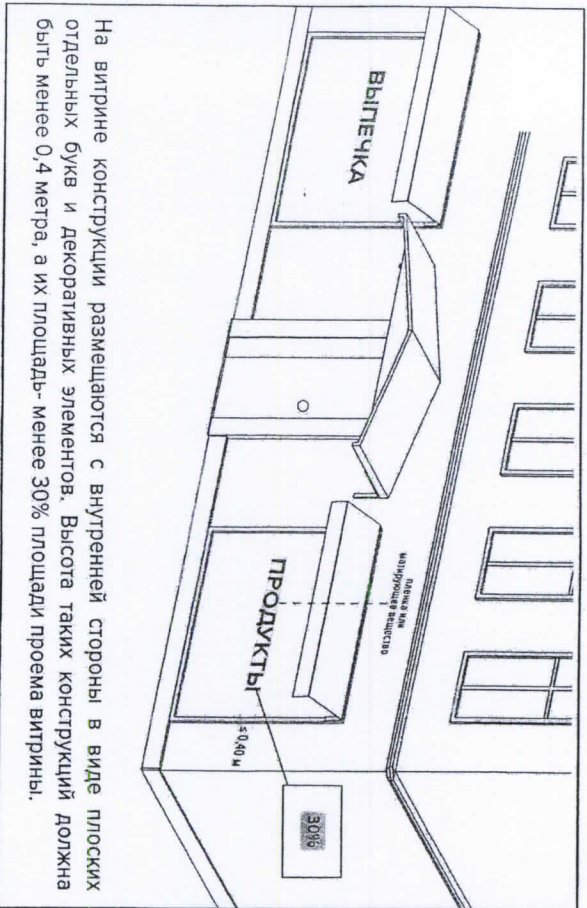 ВЫПЕЧКА
ПРОДУКТЫ
пленка или
матирующее вещество
≤0,40 м
30%
На витрине конструкции размещаются с внутренней стороны в виде плоских
отдельных букв и декоративных элементов. Высота таких конструкций должна
быть менее 0,4 метра, а их площадь- менее 30% площади проема витрины.